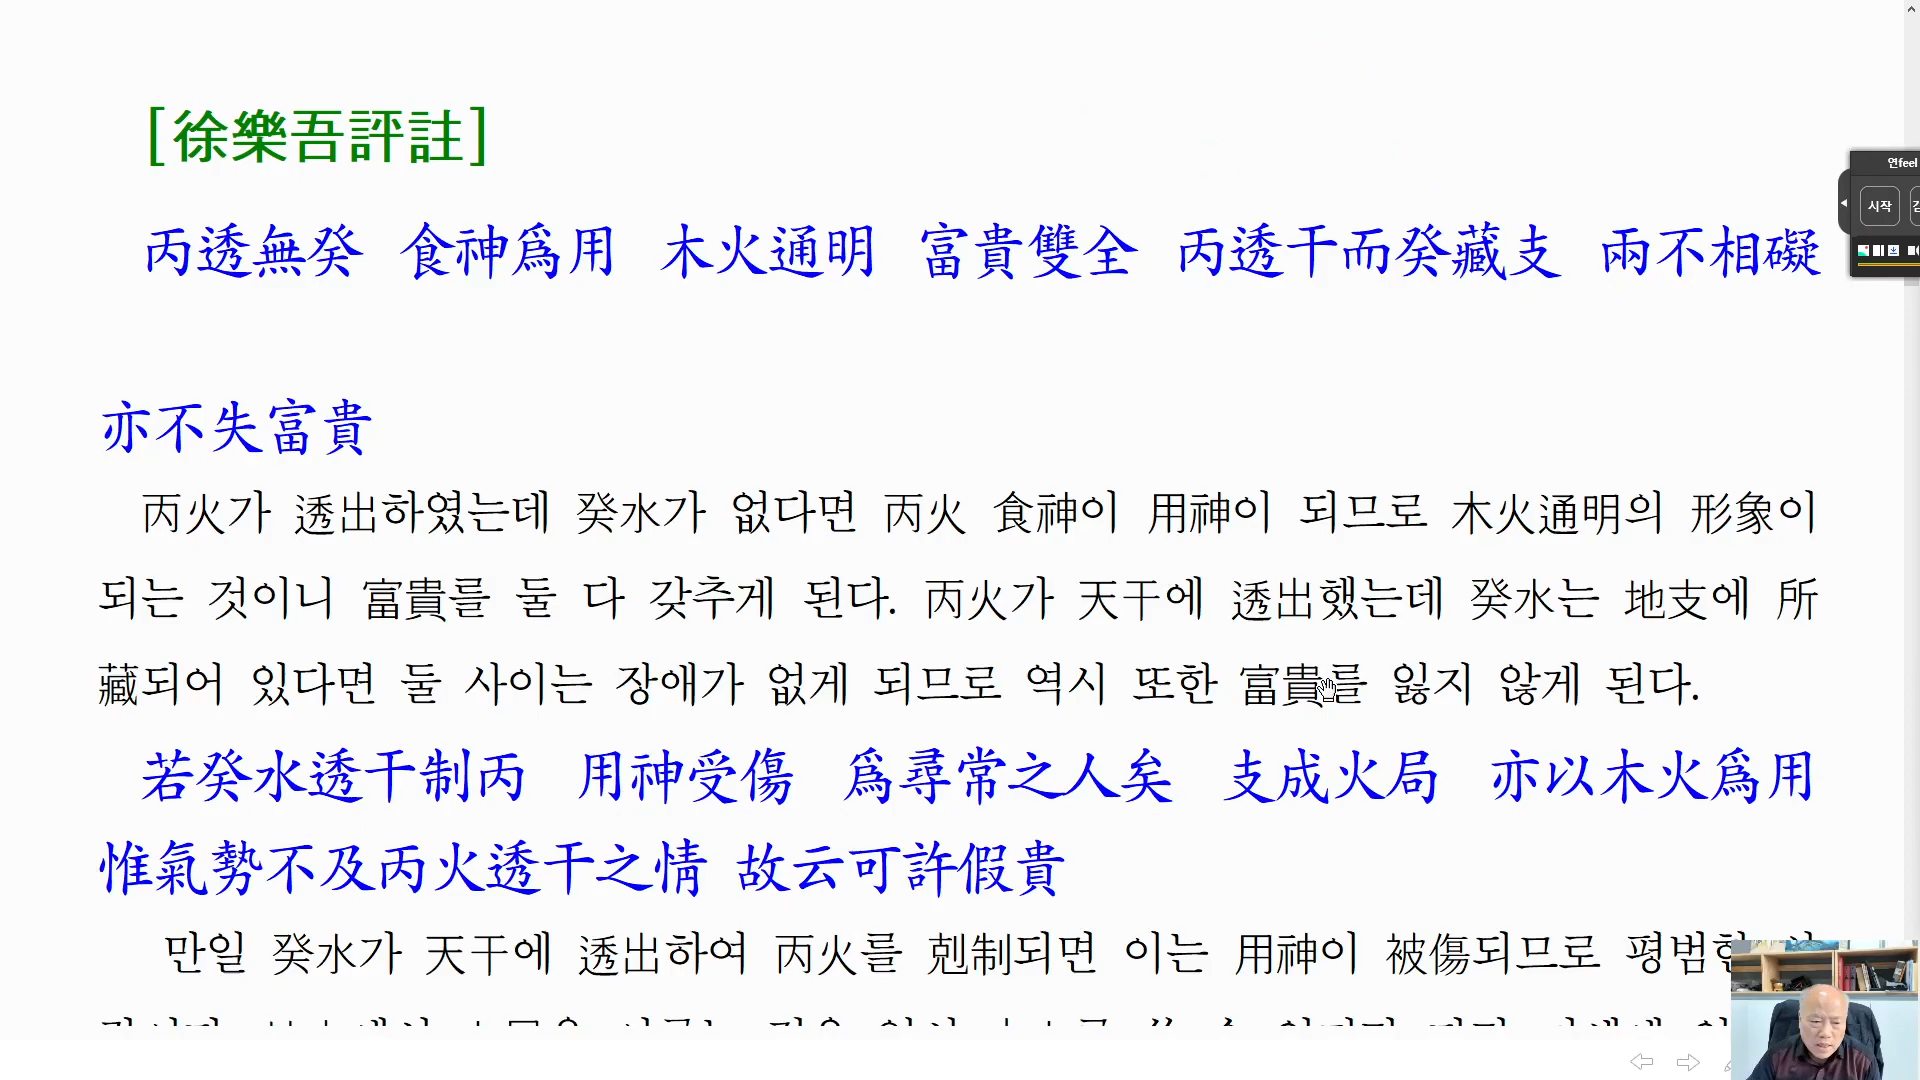 [徐樂吾評註]
연feel
시작
丙透無癸 食神爲用 木火通明 富貴雙全 丙透干而癸藏支 兩不相礙
亦不失富貴
丙火가 透出하였는데 癸水가 없다면 丙火 食神이 用神이 되므로 木火通明의 形象이
되는 것이니 富貴를 둘 다 갖추게 된다. 丙火가 天干에 透出했는데 癸水는 地支에 所
藏되어 있다면 둘 사이는 장애가 없게 되므로 역시 또한 富貴를 잃지 않게 된다.
若癸水透干制丙 用神受傷 爲尋常之人矣 支成火局 亦以木火爲用
惟氣勢不及丙火透干之情 故云可許假貴
만일 癸水가 天干에 透出하여 丙火를 剋制되면 이는 用神이 被傷되므로 평범한